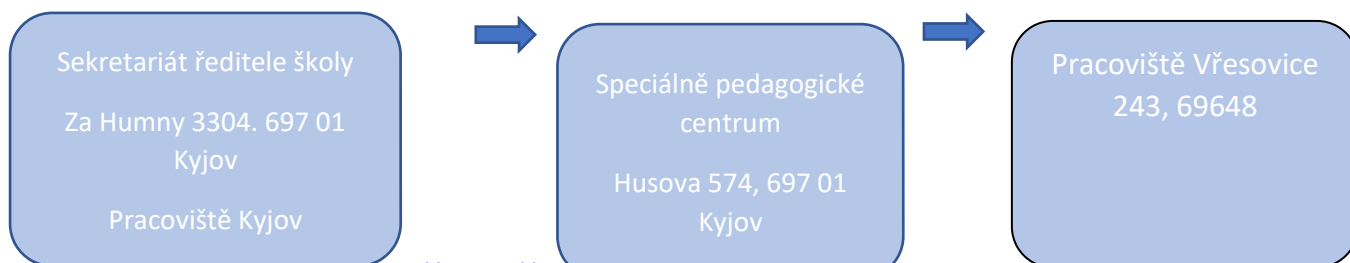 Sekretariát ředitele školy
Za Humny 3304. 697 01
Kyjov
Pracoviště Kyjov
Speciálně pedagogické
centrum
Husova 574, 697 01
Kyjov
Pracoviště Vřesovice
243, 69648